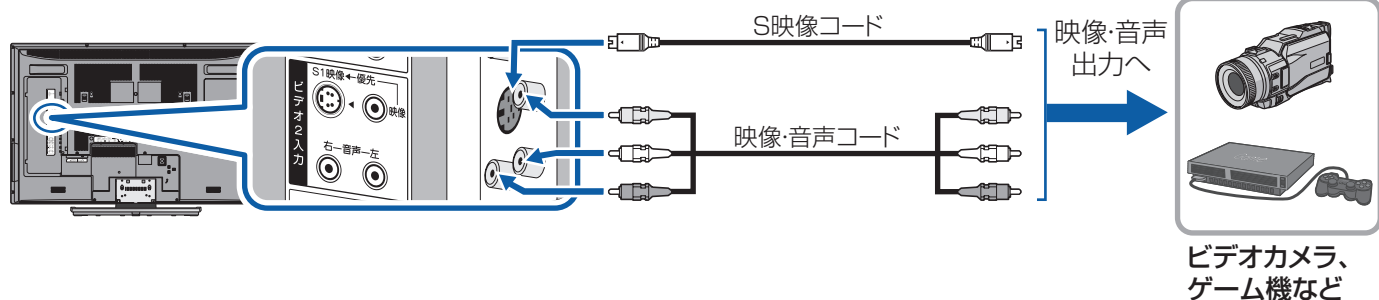 S映像コード
映像・音声
出力へ
S1映像←優先
映像
ビデオ2入力
右ー音声ー左
映像・音声コード
ビデオカメラ、
ゲーム機など